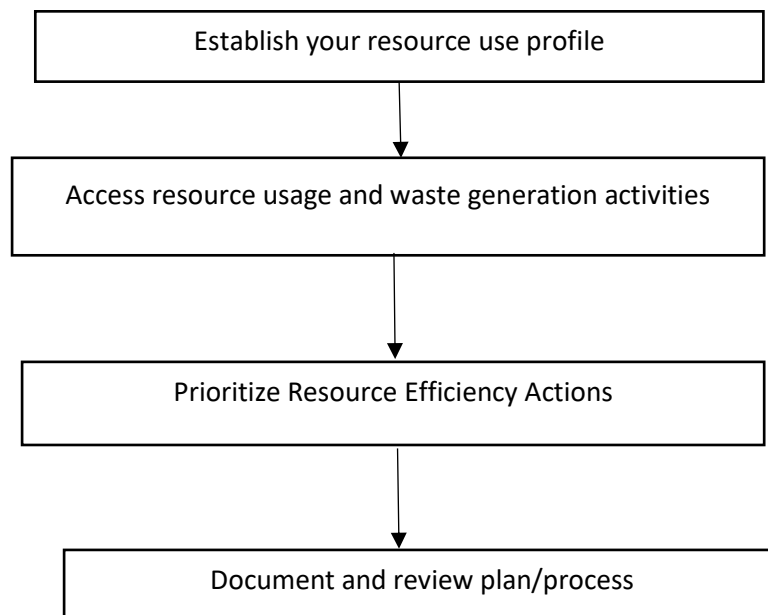 Establish your resource use profile
Access resource usage and waste generation activities
Prioritize Resource Efficiency Actions
Document and review plan/process